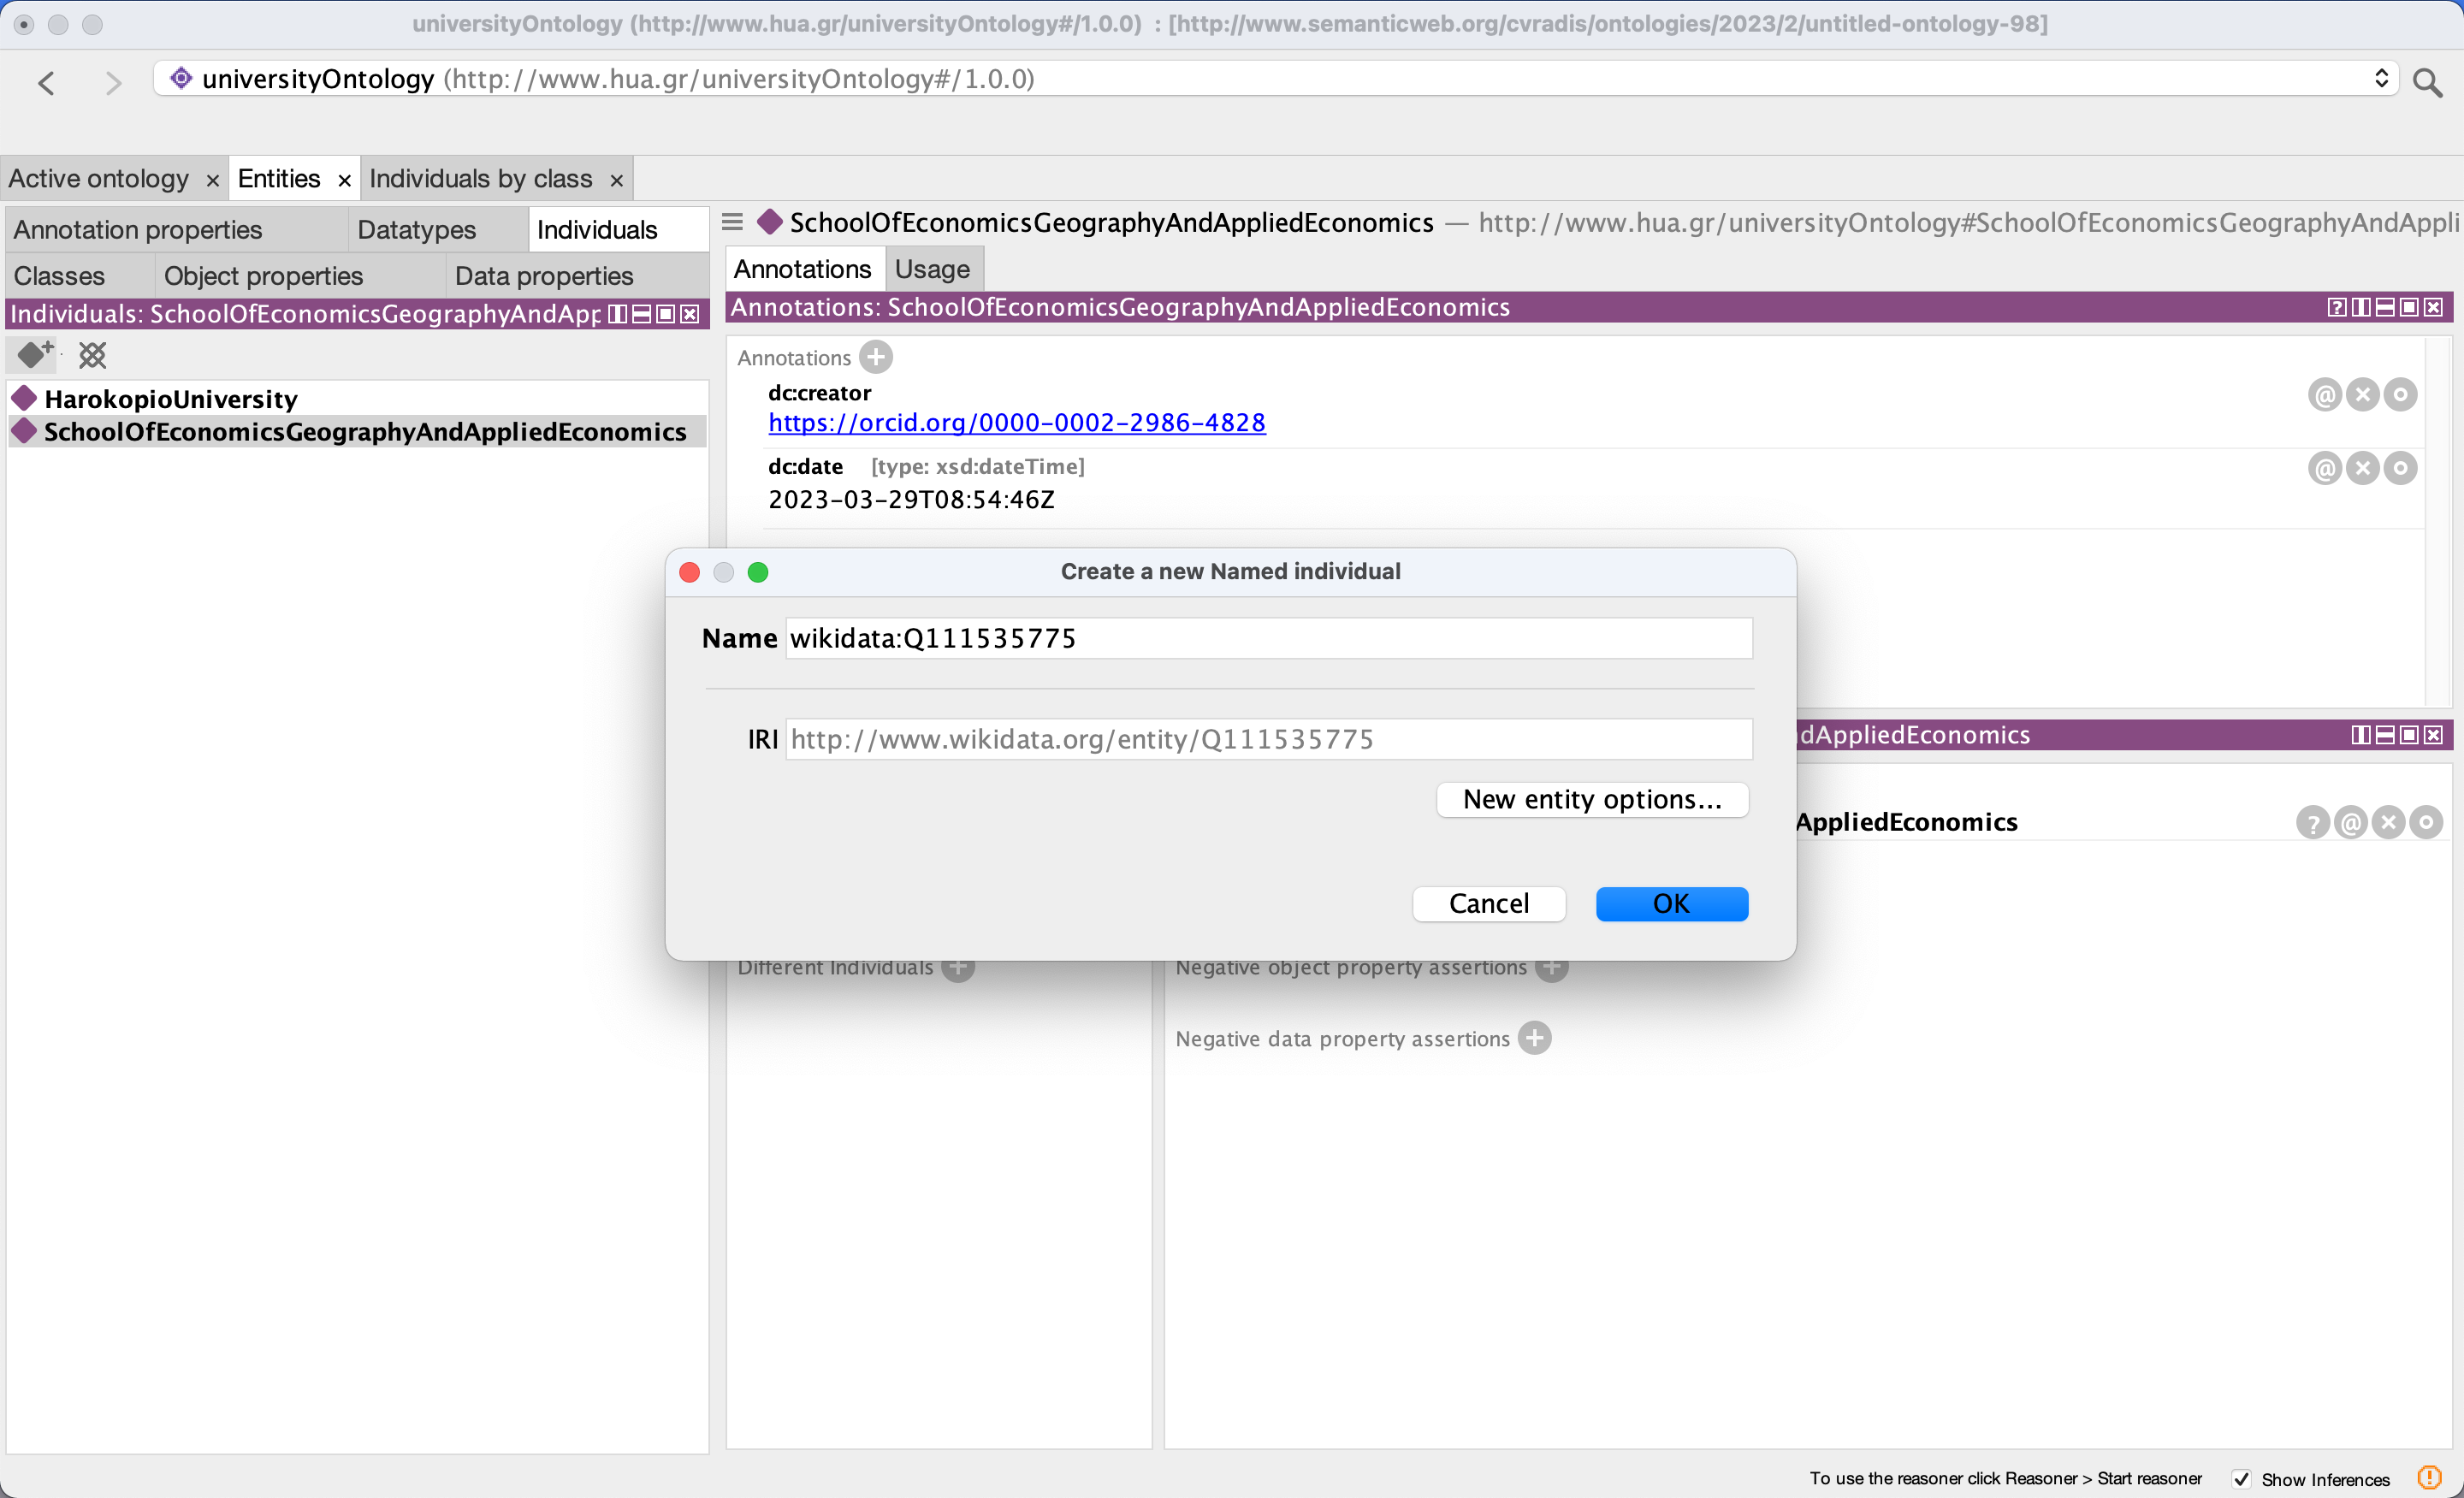 universityOntology (http://www.hua.gr/universityOntology#/1.0.0) : [http://www.semanticweb.org/cvradis/ontologies/2023/2/untitled-ontology-98]
universityOntology (http://www.hua.gr/universityOntology#/1.0.0)
Active ontology × Entities × Individuals by class ×
Annotation properties Datatypes Individuals
Classes Object properties Data properties
Individuals: SchoolOfEconomicsGeographyAndApp
HarokopioUniversity
SchoolOfEconomicsGeographyAndAppliedEconomics
SchoolOfEconomicsGeographyAndAppliedEconomics — http://www.hua.gr/universityOntology#SchoolOfEconomicsGeographyAndAppli
Annotations Usage
Annotations: SchoolOfEconomicsGeographyAndAppliedEconomics
Annotations
dc:creator
https://orcid.org/0000-0002-2986-4828
dc:date [type: xsd:dateTime]
2023-03-29T08:54:46Z
Create a new Named individual
Name wikidata:Q111535775
IRI http://www.wikidata.org/entity/Q111535775
New entity options...
Cancel OK
dAppliedEconomics
AppliedEconomics
Different Individuals
Negative object property assertions
Negative data property assertions
To use the reasoner click Reasoner > Start reasoner Show Inferences